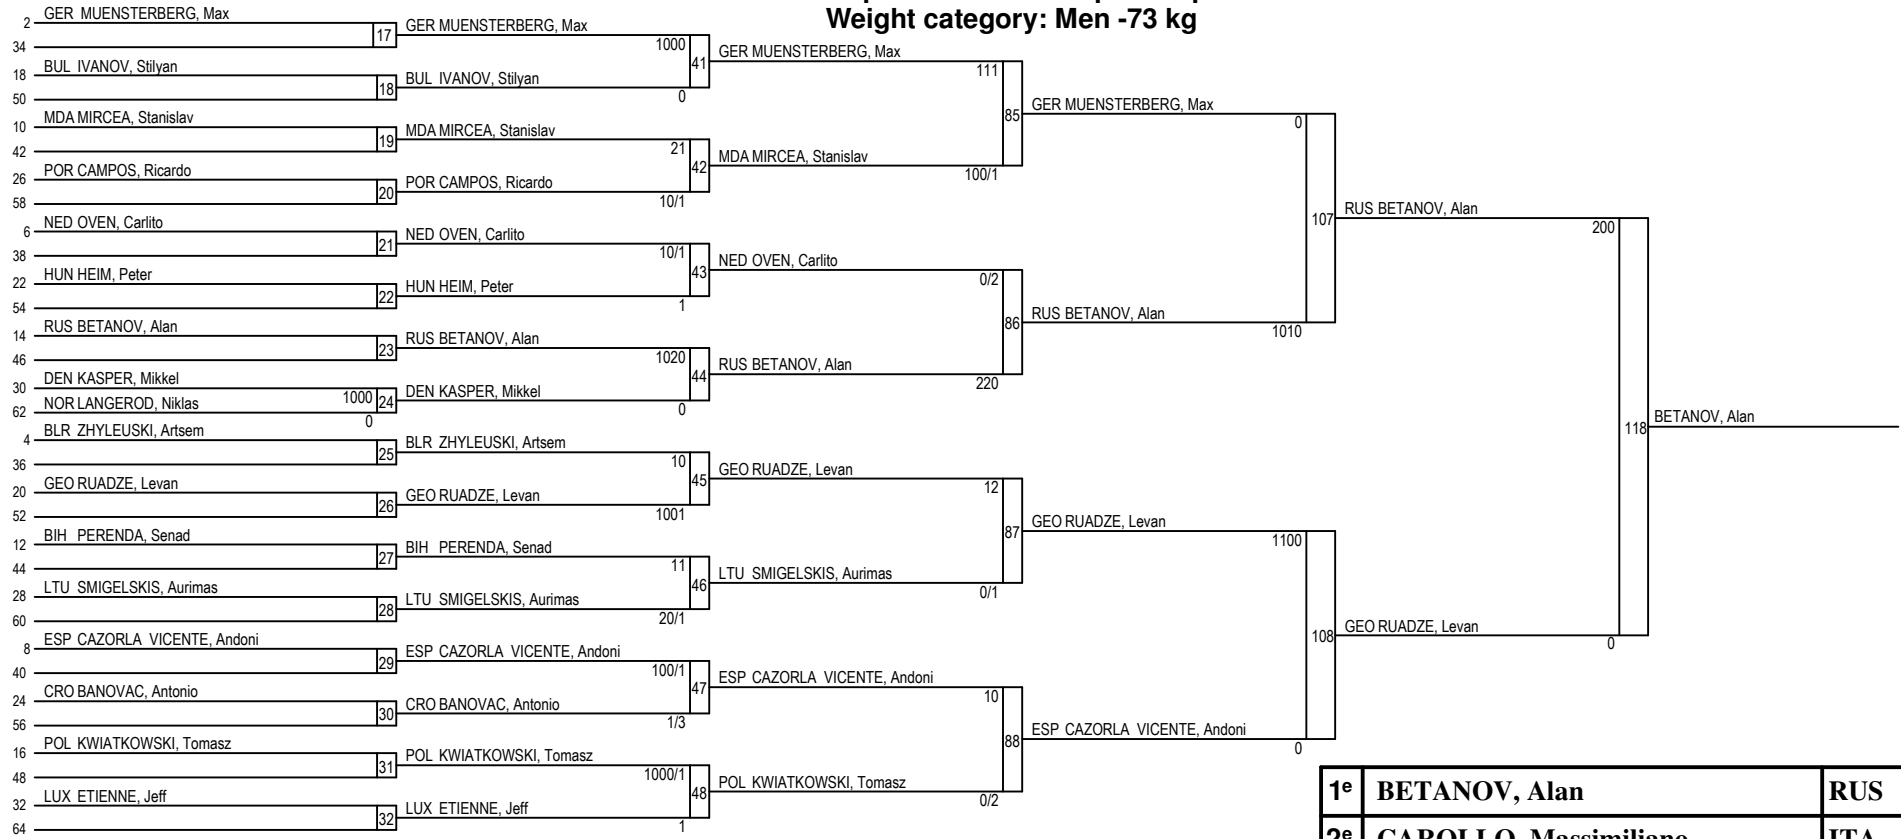 Weight category: Men -73 kg
2 GER MUENSTERBERG, Max
34
17
18 BUL IVANOV, Stilyan
50
18
10 MDA MIRCEA, Stanislav
42
19
26 POR CAMPOS, Ricardo
58
20
6 NED OVEN, Carlito
38
21
22 HUN HEIM, Peter
54
22
14 RUS BETANOV, Alan
46
23
30 DEN KASPER, Mikkel
1000
62 NOR LANGEROD, Niklas
0
24
4 BLR ZHYLEUSKI, Artsem
36
25
20 GEO RUADZE, Levan
52
26
12 BIH PERENDA, Senad
44
27
28 LTU SMIGELSKIS, Aurimas
60
28
8 ESP CAZORLA VICENTE, Andoni
40
29
24 CRO BANOVAC, Antonio
56
30
16 POL KWIATKOWSKI, Tomasz
48
31
32 LUX ETIENNE, Jeff
64
32
GER MUENSTERBERG, Max
1000
41
BUL IVANOV, Stilyan
0
MDA MIRCEA, Stanislav
21
42
POR CAMPOS, Ricardo
10/1
NED OVEN, Carlito
10/1
43
HUN HEIM, Peter
1
RUS BETANOV, Alan
1020
44
DEN KASPER, Mikkel
0
BLR ZHYLEUSKI, Artsem
10
45
GEO RUADZE, Levan
1001
BIH PERENDA, Senad
11
46
LTU SMIGELSKIS, Aurimas
20/1
ESP CAZORLA VICENTE, Andoni
100/1
47
CRO BANOVAC, Antonio
1/3
POL KWIATKOWSKI, Tomasz
1000/1
48
LUX ETIENNE, Jeff
1
GER MUENSTERBERG, Max
111
85
MDA MIRCEA, Stanislav
100/1
NED OVEN, Carlito
0/2
86
RUS BETANOV, Alan
220
GEO RUADZE, Levan
12
87
LTU SMIGELSKIS, Aurimas
0/1
ESP CAZORLA VICENTE, Andoni
10
88
POL KWIATKOWSKI, Tomasz
0/2
GER MUENSTERBERG, Max
0
107
RUS BETANOV, Alan
1010
GEO RUADZE, Levan
1100
108
ESP CAZORLA VICENTE, Andoni
0
RUS BETANOV, Alan
200
118
GEO RUADZE, Levan
0
BETANOV, Alan
1e BETANOV, Alan RUS
2e CAROLLO, Massimiliano ITA